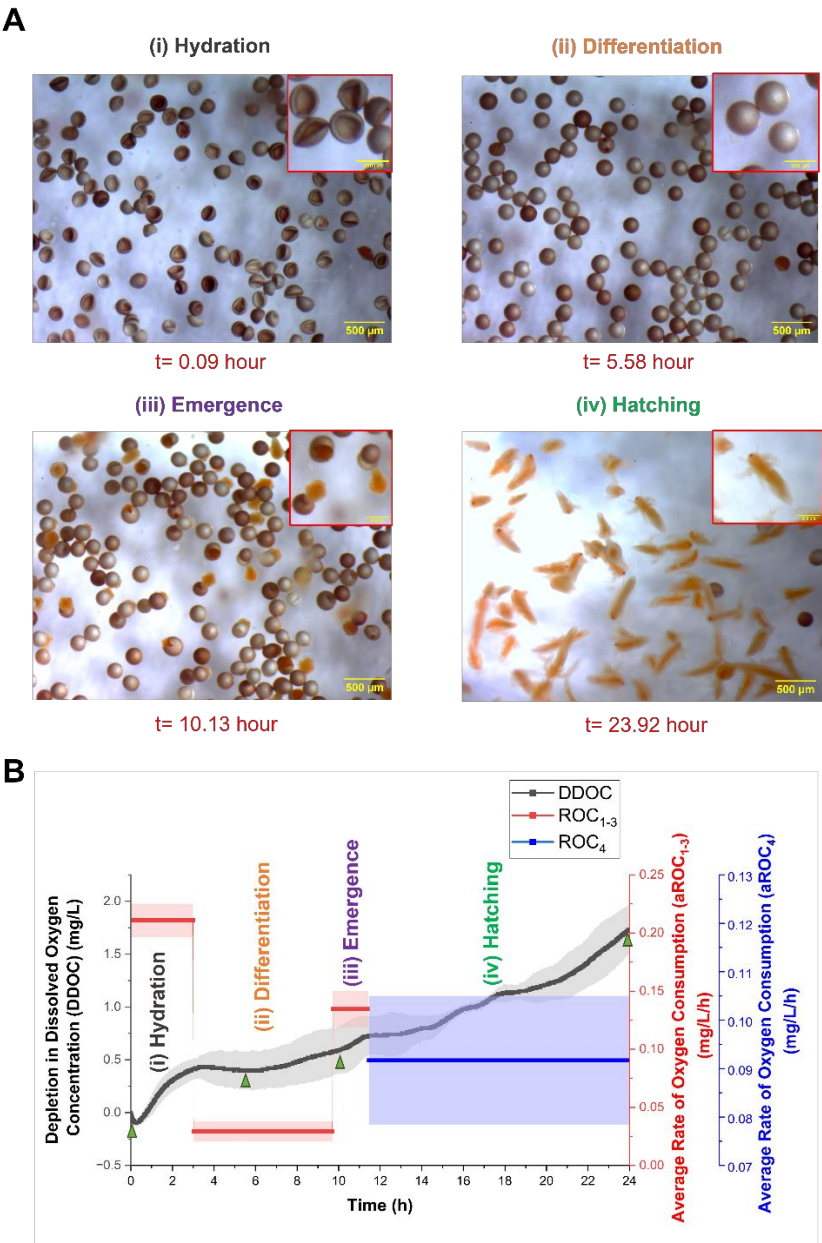 A
(i) Hydration
(ii) Differentiation
500 µm
500 µm
t= 0.09 hour
t= 5.58 hour
(iii) Emergence
(iv) Hatching
500 µm
500 µm
t= 10.13 hour
t= 23.92 hour
B
DDOC
ROC1-3
ROC4
Depletion in Dissolved Oxygen
Concentration (DDOC) (mg/L)
2.0
1.5
1.0
0.5
0.0
−0.5
(i) Hydration
(ii) Differentiation
(iii) Emergence
(iv) Hatching
0 2 4 6 8 10 12 14 16 18 20 22 24
Time (h)
0.25
0.20
0.15
0.10
0.05
0.00
Average Rate of Oxygen Consumption (aROC1-3)
(mg/L/h)
0.13
0.12
0.11
0.10
0.09
0.08
0.07
Average Rate of Oxygen Consumption (aROC4)
(mg/L/h)